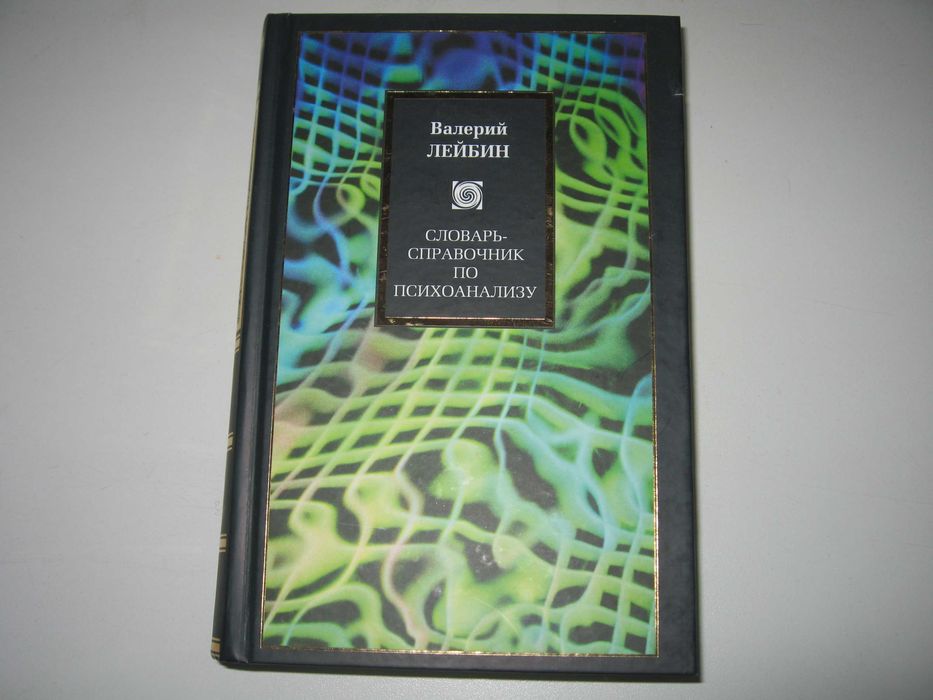 Валерий
ЛЕЙБИН
СЛОВАРЬ-
СПРАВОЧНИК
ПО
ПСИХОАНАЛИЗУ